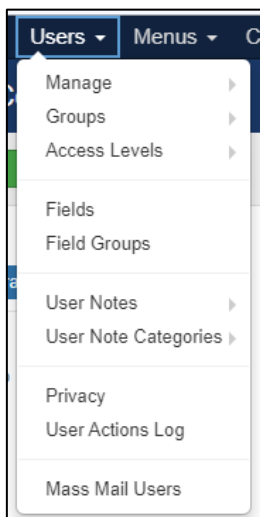 Users Menus C
Manage
Groups
Access Levels
Fields
Field Groups
User Notes
User Note Categories
Privacy
User Actions Log
Mass Mail Users